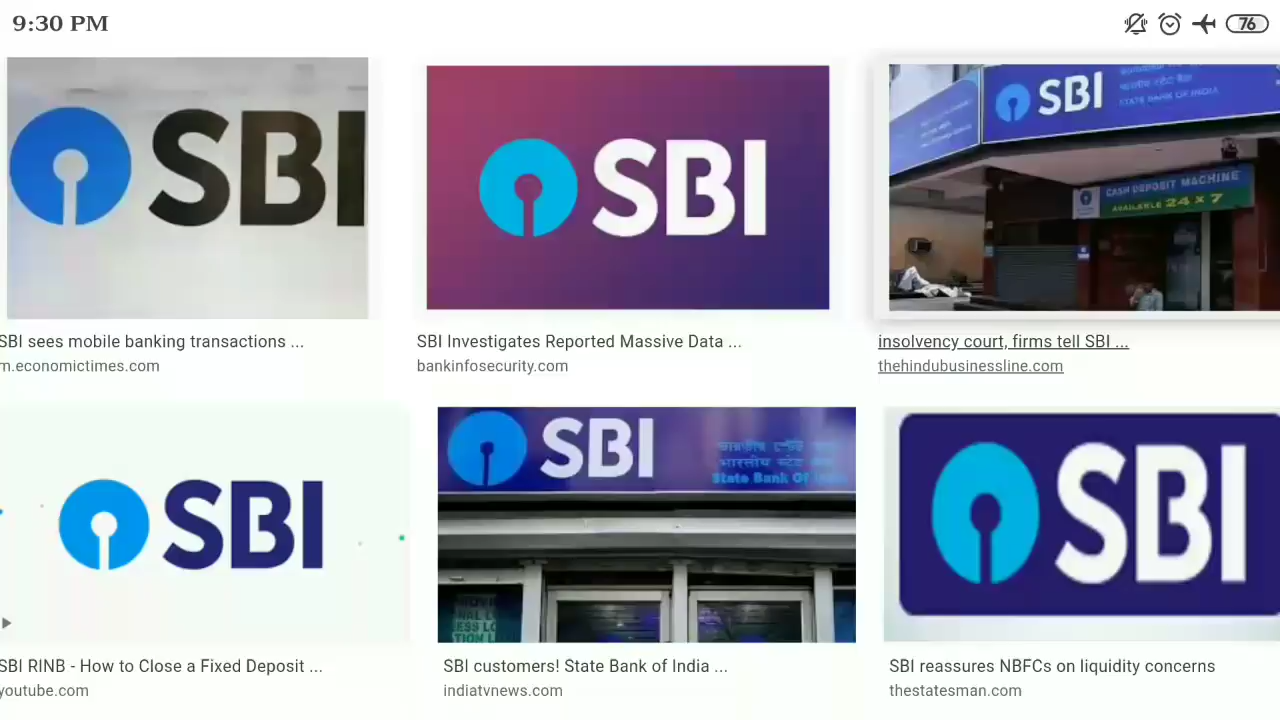 9:30 PM
76
SBI
SBI
SBI
STATE BANK OF INDIA
CASH DEPOSIT MACHINE
AVAILABLE 24 x 7
SBI sees mobile banking transactions ...
m.economictimes.com
SBI Investigates Reported Massive Data ...
bankinfosecurity.com
insolvency court, firms tell SBI ...
thehindubusinessline.com
SBI
SBI
भारतीय स्टेट
State Bank Of India
SBI
SBI RINB - How to Close a Fixed Deposit ...
youtube.com
SBI customers! State Bank of India ...
indiatvnews.com
SBI reassures NBFCs on liquidity concerns
thestatesman.com